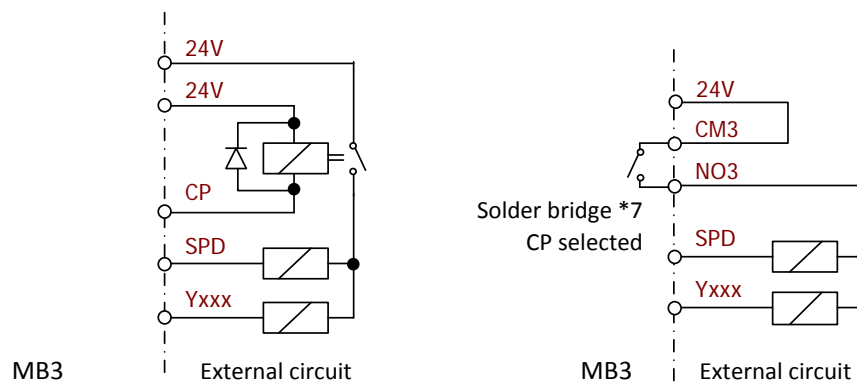 24V
24V
CP
SPD
Yxxx
MB3
External circuit
24V
CM3
NO3
Solder bridge *7
CP selected
SPD
Yxxx
MB3
External circuit